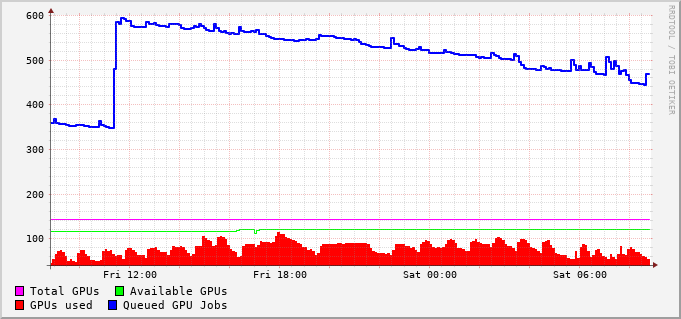 600
500
400
300
200
100
Fri 12:00 Fri 18:00 Sat 00:00 Sat 06:00
Total GPUs Available GPUs
GPUs used Queued GPU Jobs
RRDTOOL / TOBI OETIKER